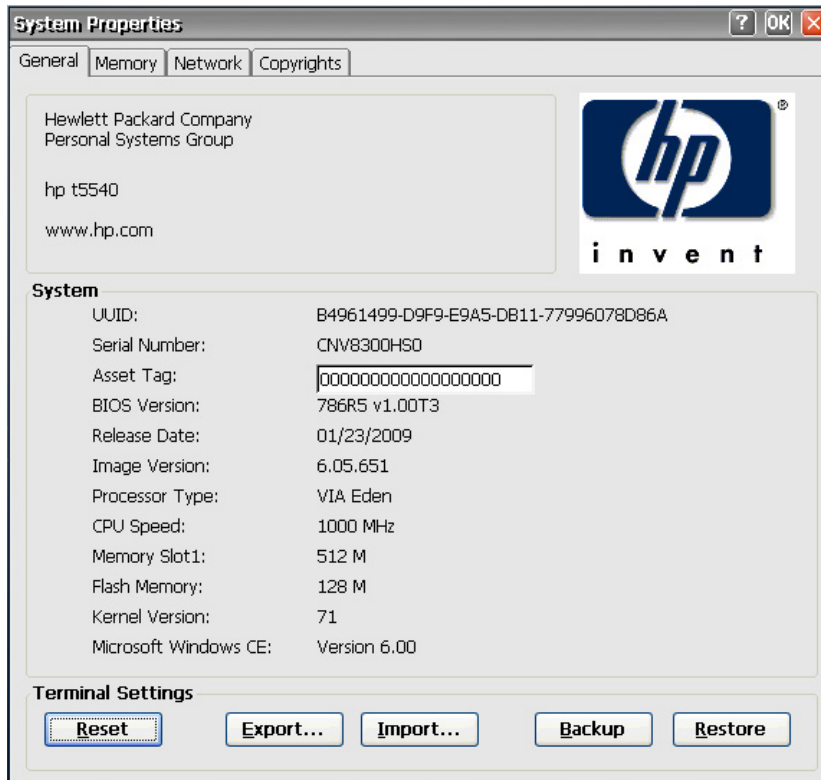 System Properties
? OK X
General Memory Network Copyrights
Hewlett Packard Company
Personal Systems Group
hp t5540
www.hp.com
hp ®
invent
System
UUID: B4961499-D9F9-E9A5-DB11-77996078D86A
Serial Number: CNV8300HS0
Asset Tag: 000000000000000000
BIOS Version: 786R5 v1.00T3
Release Date: 01/23/2009
Image Version: 6.05.651
Processor Type: VIA Eden
CPU Speed: 1000 MHz
Memory Slot1: 512 M
Flash Memory: 128 M
Kernel Version: 71
Microsoft Windows CE: Version 6.00
Terminal Settings
Reset Export... Import... Backup Restore